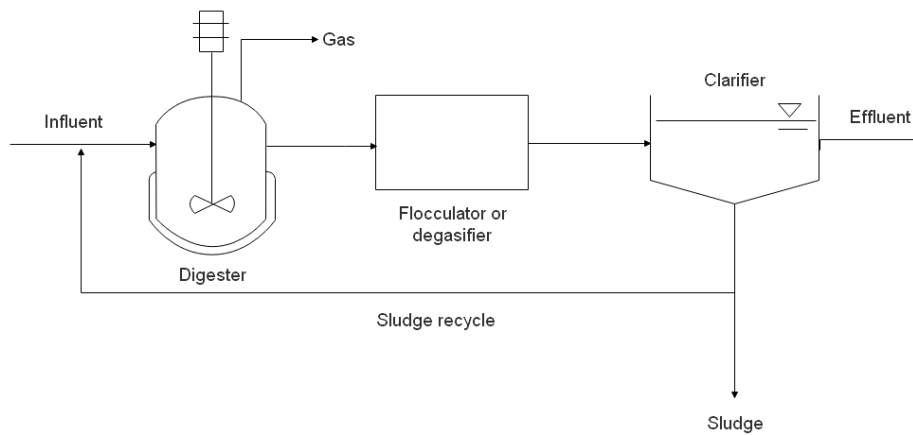 Gas
Clarifier
Influent
Effluent
Flocculator or
degasifier
Digester
Sludge recycle
Sludge